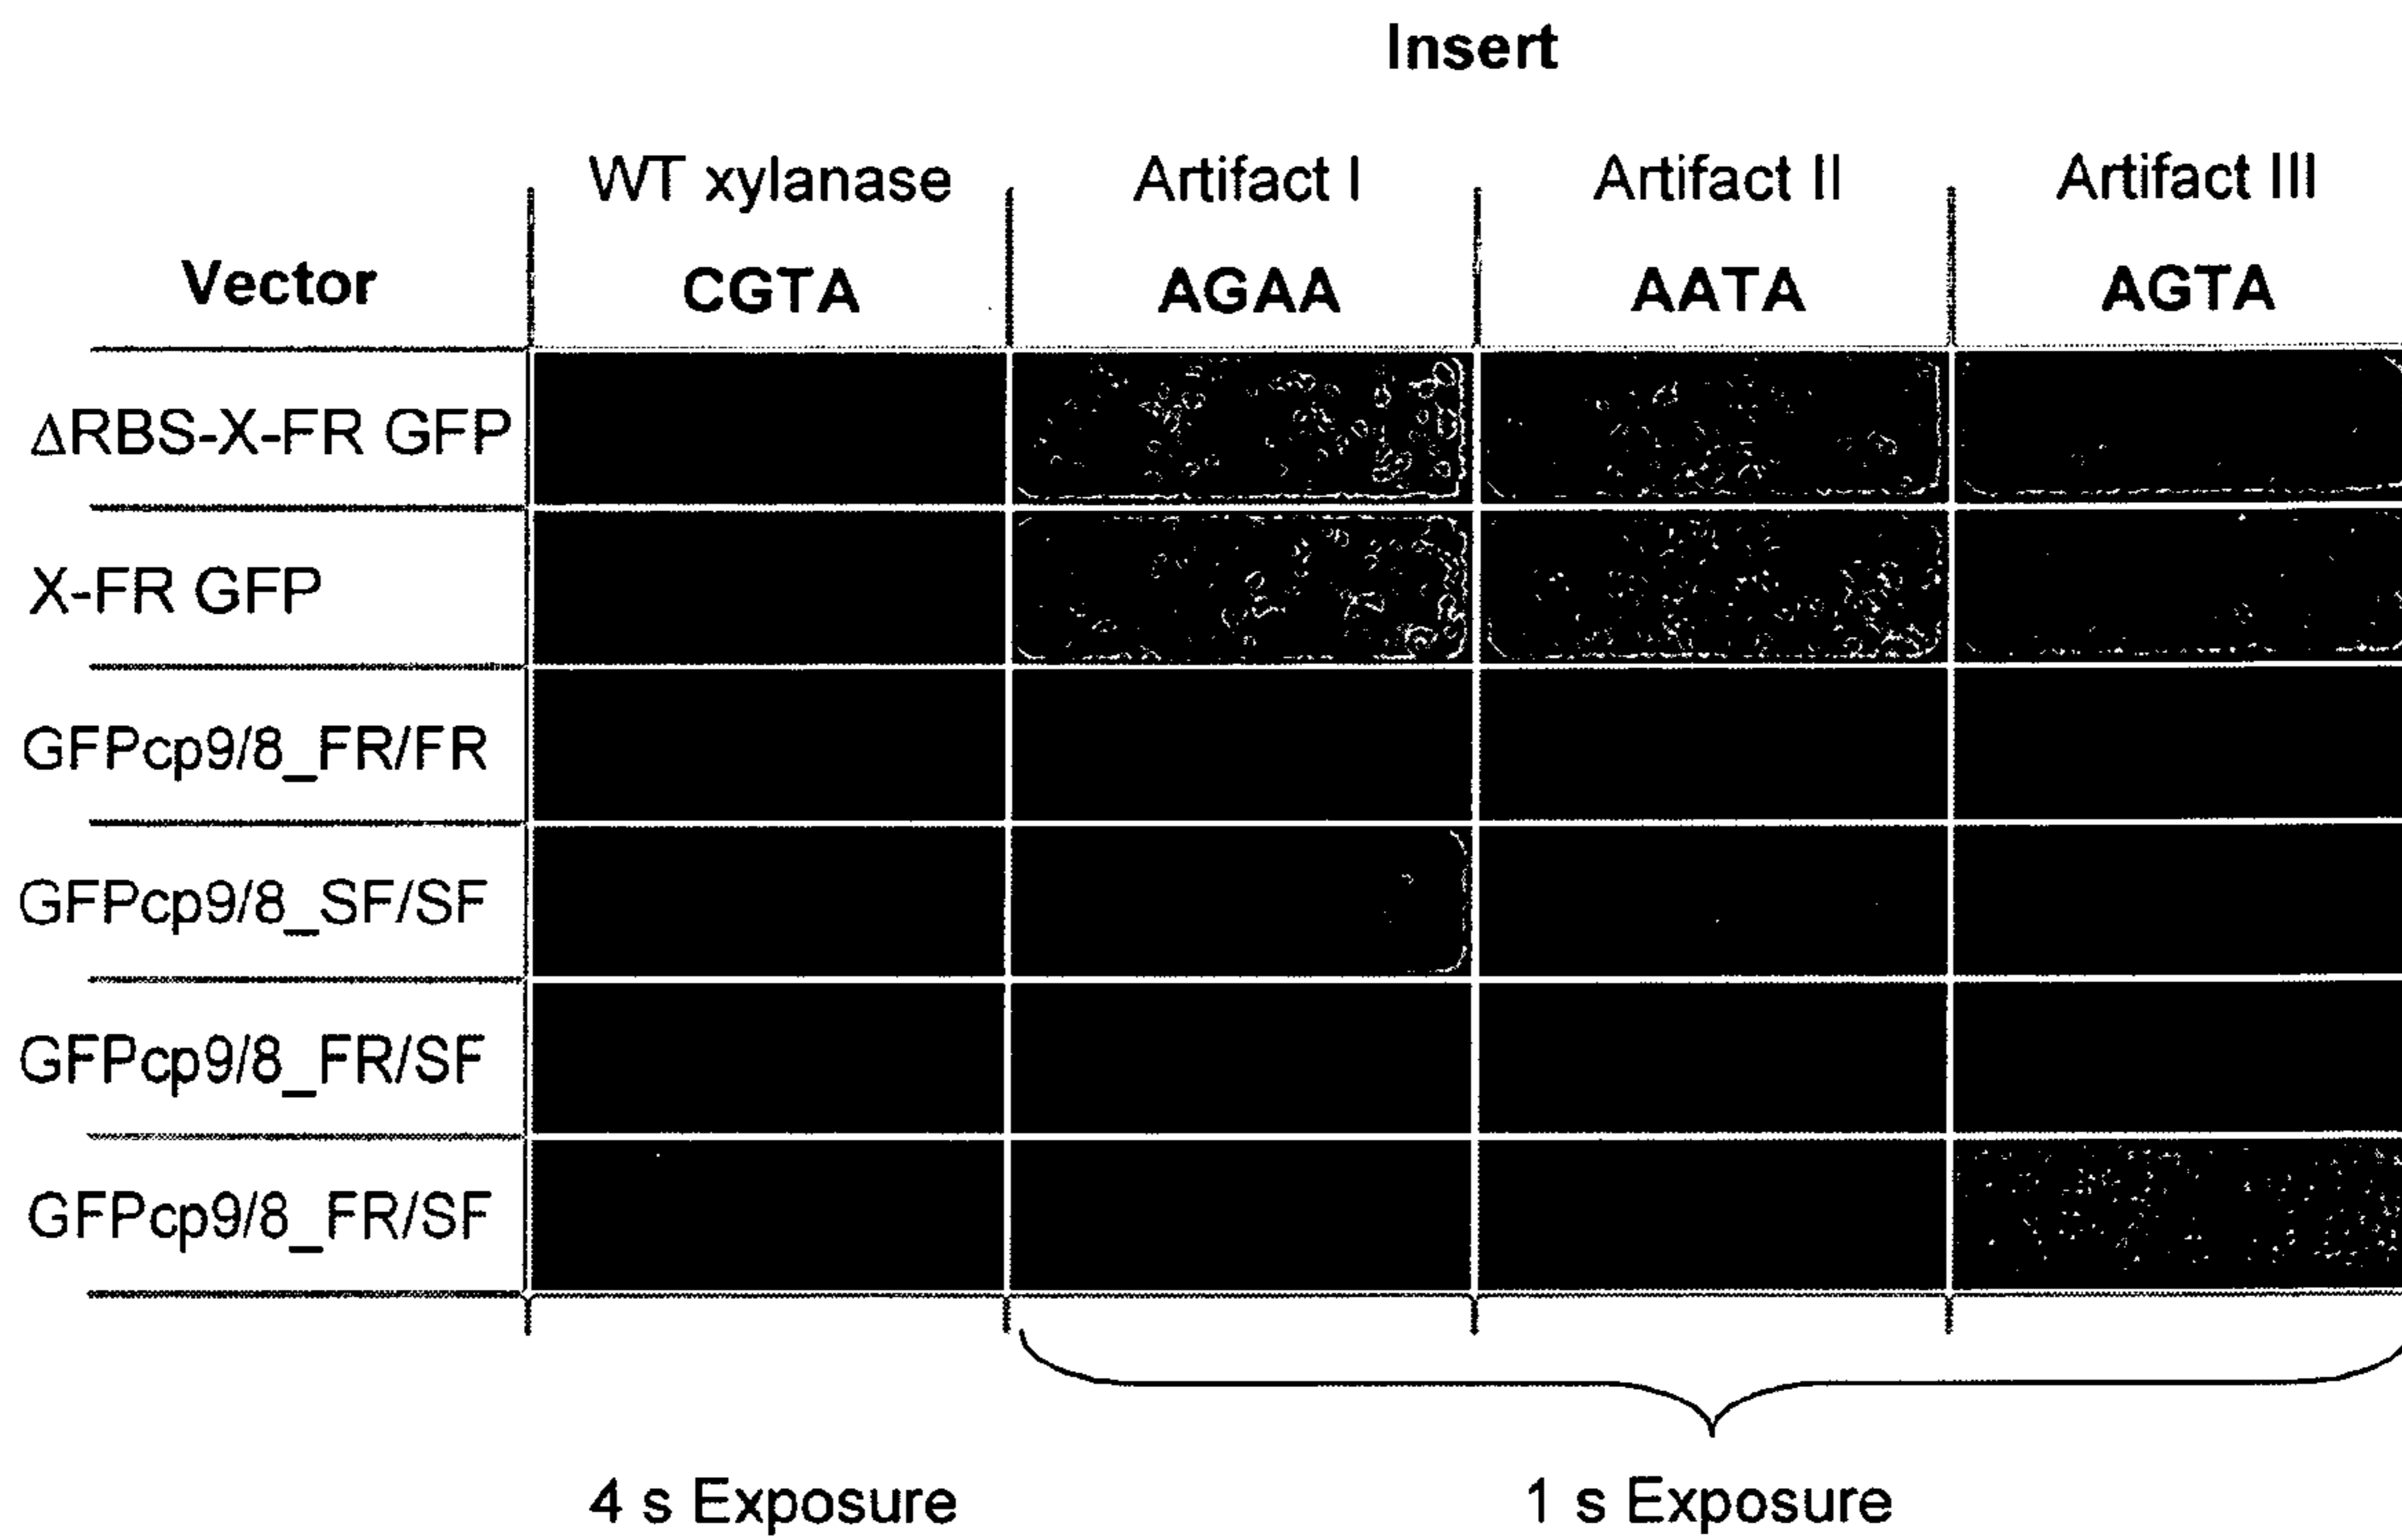 Insert
WT xylanase Artifact I Artifact II Artifact III
Vector CGTA AGAA AATA AGTA
ΔRBS-X-FR GFP
X-FR GFP
GFPcp9/8_FR/FR
GFPcp9/8_SF/SF
GFPcp9/8_FR/SF
GFPcp9/8_FR/SF
4 s Exposure 1 s Exposure